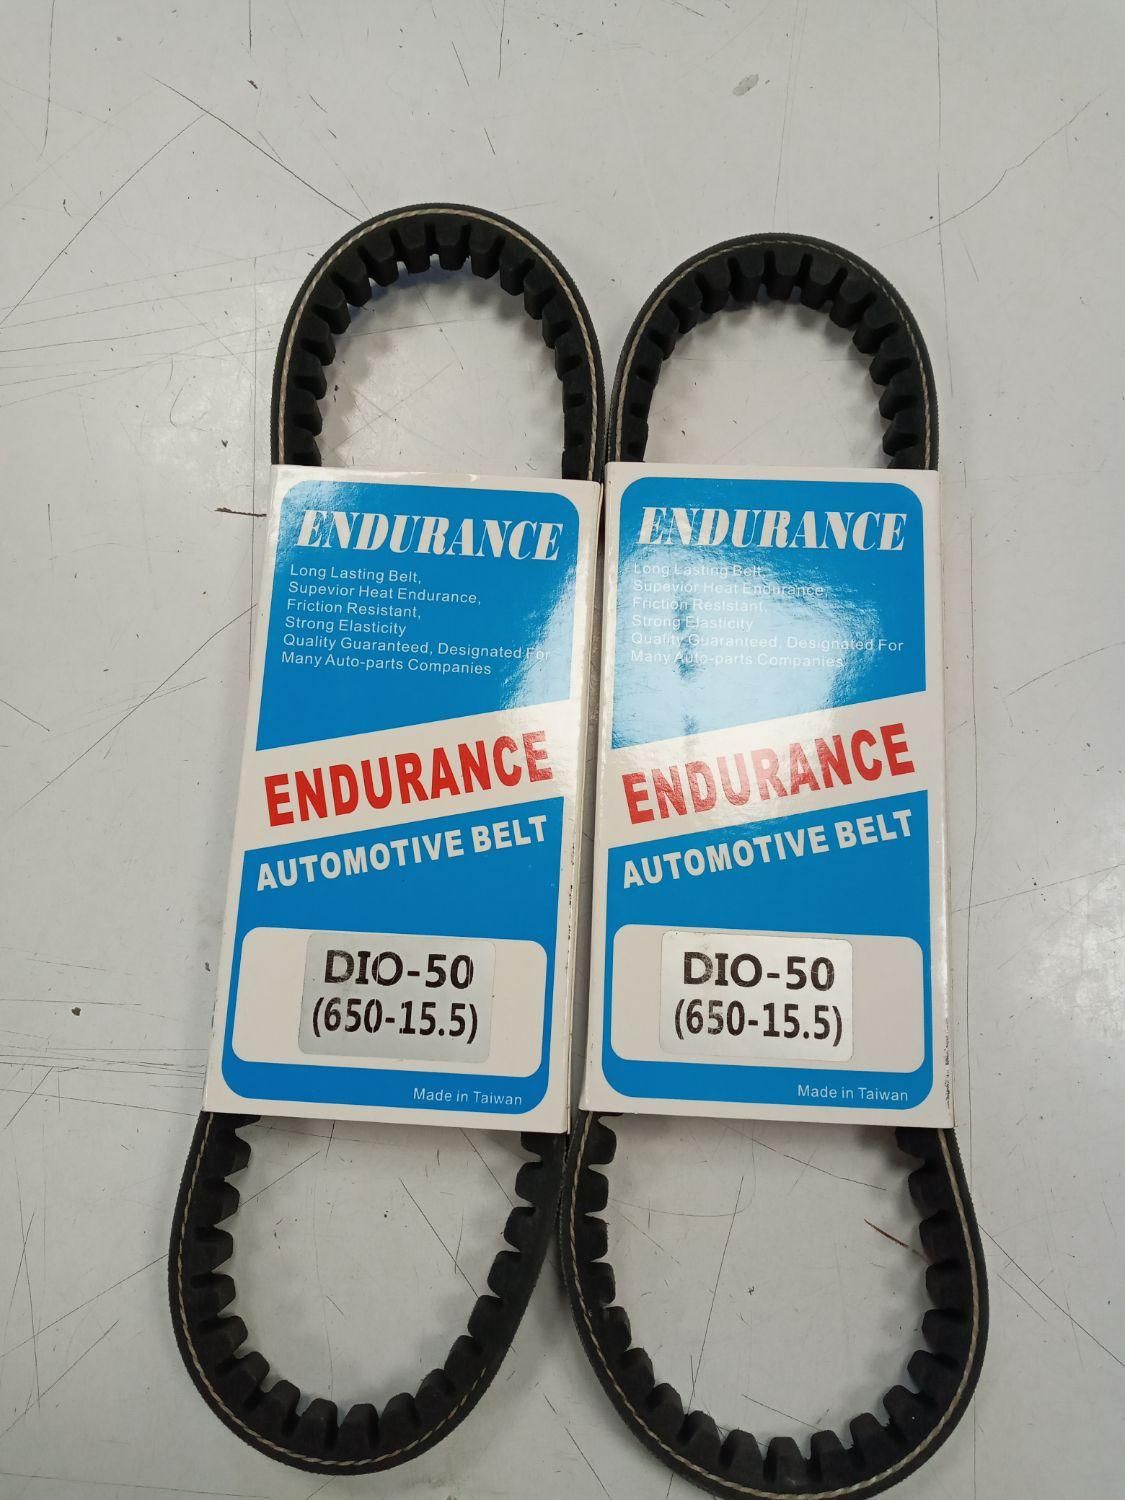 ENDURANCE
Long Lasting Belt,
Supevior Heat Endurance,
Friction Resistant,
Strong Elasticity
Quality Guaranteed, Designated For
Many Auto-parts Companies
ENDURANCE
AUTOMOTIVE BELT
DIO-50
(650-15.5)
Made in Taiwan
ENDURANCE
Long Lasting Belt,
Supevior Heat Endurance,
Friction Resistant,
Strong Elasticity
Quality Guaranteed, Designated For
Many Auto-parts Companies
ENDURANCE
AUTOMOTIVE BELT
DIO-50
(650-15.5)
Made in Taiwan